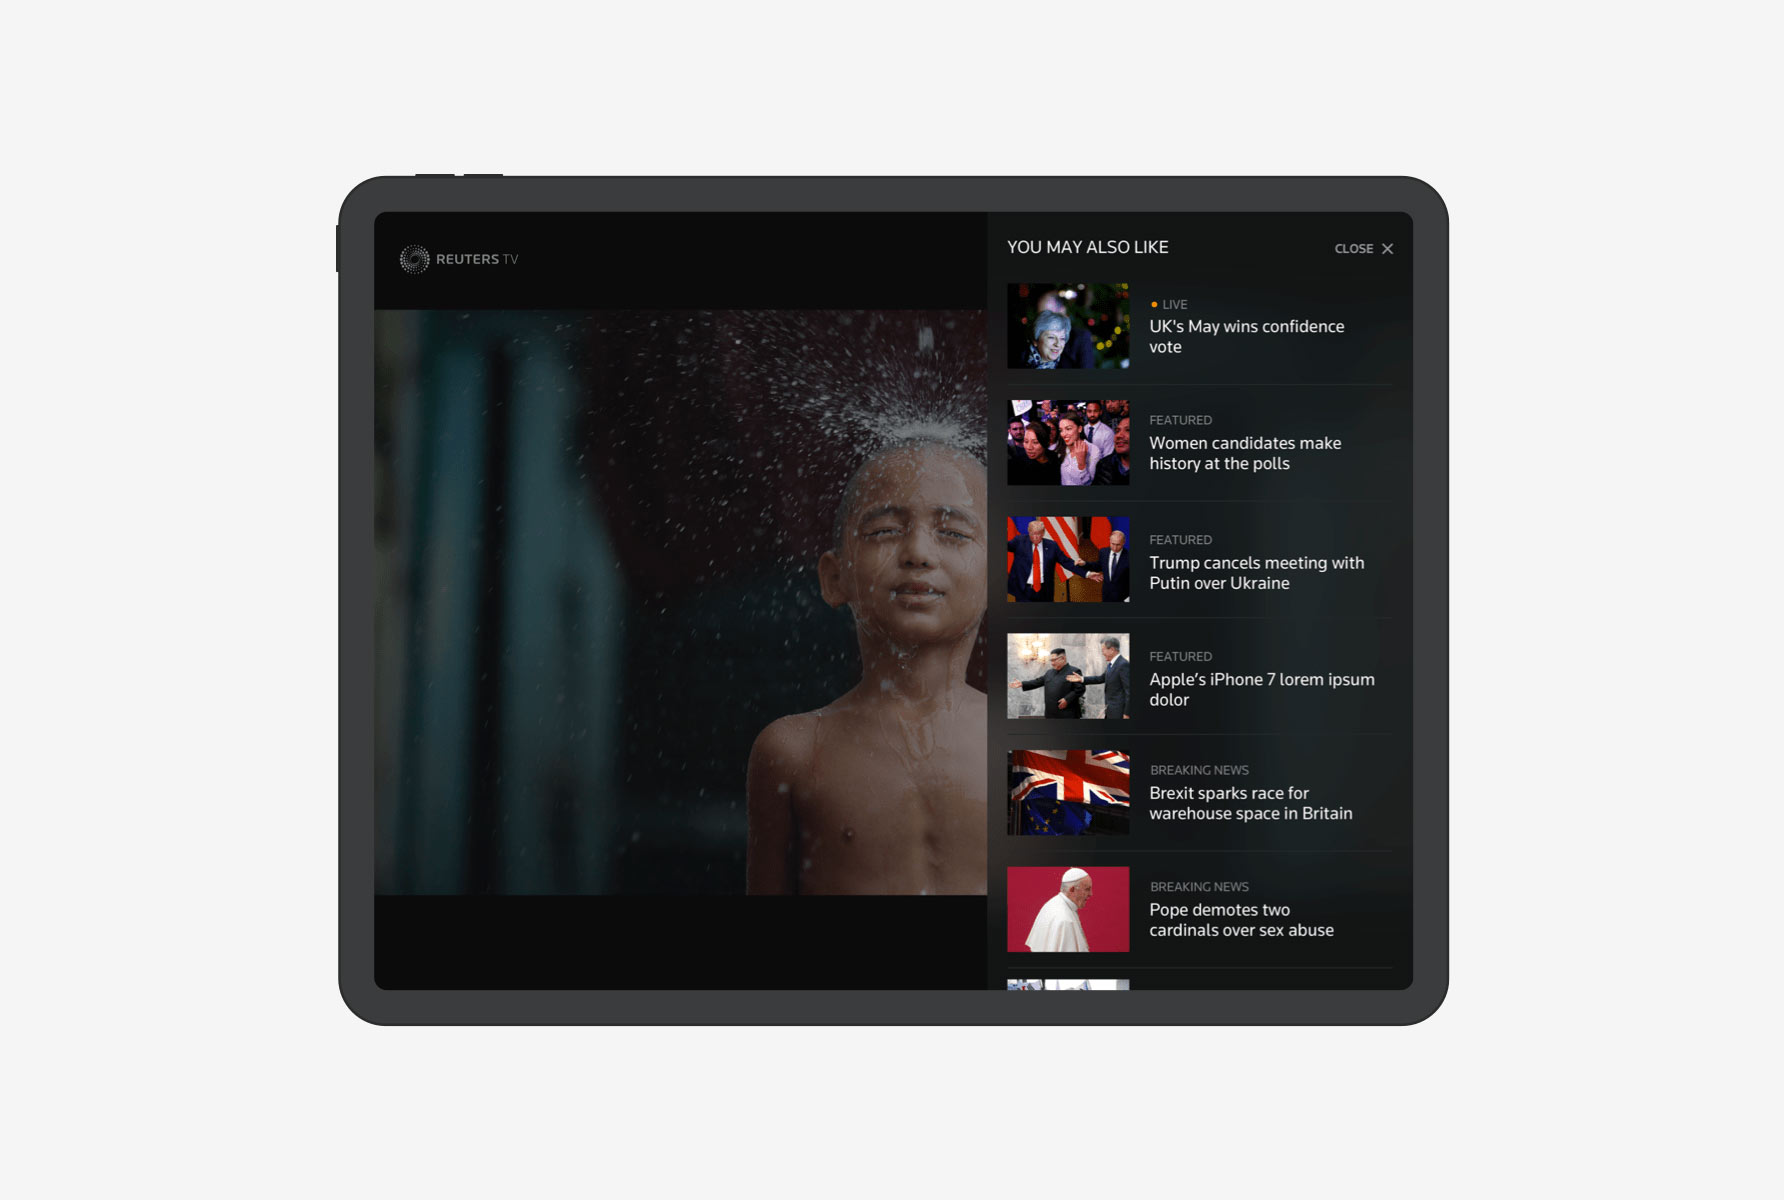 REUTERS TV
YOU MAY ALSO LIKE
CLOSE
LIVE
UK's May wins confidence
vote
FEATURED
Women candidates make
history at the polls
FEATURED
Trump cancels meeting with
Putin over Ukraine
FEATURED
Apple’s iPhone 7 lorem ipsum
dolor
BREAKING NEWS
Brexit sparks race for
warehouse space in Britain
BREAKING NEWS
Pope demotes two
cardinals over sex abuse